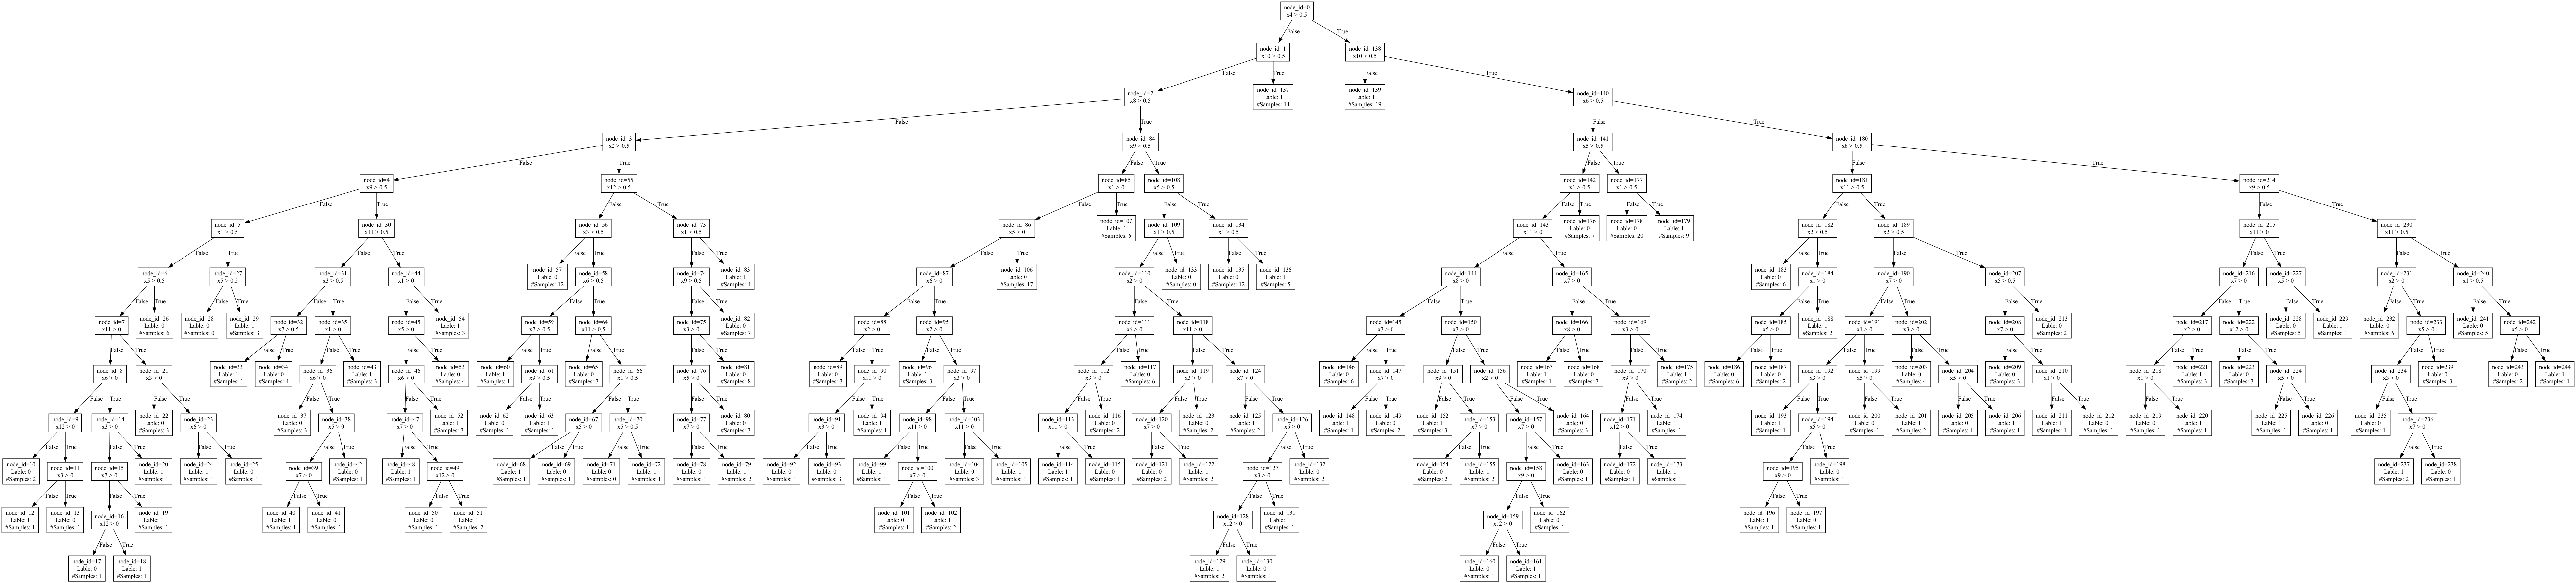 node_id=0
x4 > 0.5
False
True
node_id=1
x10 > 0.5
node_id=138
x10 > 0.5
False
True
False
True
node_id=2
x8 > 0.5
node_id=137
Lable: 1
#Samples: 14
node_id=139
Lable: 1
#Samples: 19
node_id=140
x6 > 0.5
False
True
False
True
node_id=3
x2 > 0.5
node_id=84
x9 > 0.5
node_id=141
x5 > 0.5
node_id=180
x8 > 0.5
False
True
False
True
False
True
False
True
node_id=4
x9 > 0.5
node_id=55
x12 > 0.5
node_id=85
x1 > 0
node_id=108
x5 > 0.5
node_id=142
x1 > 0.5
node_id=177
x1 > 0.5
node_id=181
x11 > 0.5
node_id=214
x9 > 0.5
False
True
False
True
False
True
False
True
False
True
False
True
False
True
False
True
node_id=5
x1 > 0.5
node_id=30
x11 > 0.5
node_id=56
x3 > 0.5
node_id=73
x1 > 0.5
node_id=86
x5 > 0
node_id=107
Lable: 1
#Samples: 6
node_id=109
x1 > 0.5
node_id=134
x1 > 0.5
node_id=143
x11 > 0
node_id=176
Lable: 0
#Samples: 7
node_id=178
Lable: 0
#Samples: 20
node_id=179
Lable: 1
#Samples: 9
node_id=182
x2 > 0.5
node_id=189
x2 > 0.5
node_id=215
x11 > 0
node_id=230
x11 > 0.5
node_id=6
x5 > 0.5
node_id=27
x5 > 0.5
node_id=31
x3 > 0.5
node_id=44
x1 > 0
node_id=57
Lable: 0
#Samples: 12
node_id=58
x6 > 0.5
node_id=74
x9 > 0.5
node_id=83
Lable: 1
#Samples: 4
node_id=87
x6 > 0
node_id=106
Lable: 0
#Samples: 17
node_id=110
x2 > 0
node_id=133
Lable: 0
#Samples: 0
node_id=135
Lable: 0
#Samples: 12
node_id=136
Lable: 1
#Samples: 5
node_id=144
x8 > 0
node_id=165
x7 > 0
node_id=183
Lable: 0
#Samples: 6
node_id=184
x1 > 0
node_id=190
x7 > 0
node_id=207
x5 > 0.5
node_id=216
x7 > 0
node_id=227
x5 > 0
node_id=231
x2 > 0
node_id=240
x1 > 0.5
node_id=7
x11 > 0
node_id=26
Lable: 0
#Samples: 6
node_id=28
Lable: 0
#Samples: 0
node_id=29
Lable: 1
#Samples: 3
node_id=32
x7 > 0.5
node_id=35
x1 > 0
node_id=45
x5 > 0
node_id=54
Lable: 1
#Samples: 3
node_id=59
x7 > 0.5
node_id=64
x11 > 0.5
node_id=75
x3 > 0
node_id=82
Lable: 0
#Samples: 7
node_id=88
x2 > 0
node_id=95
x2 > 0
node_id=111
x6 > 0
node_id=118
x11 > 0
node_id=145
x3 > 0
node_id=150
x3 > 0
node_id=166
x8 > 0
node_id=169
x3 > 0
node_id=185
x5 > 0
node_id=188
Lable: 1
#Samples: 2
node_id=191
x1 > 0
node_id=202
x3 > 0
node_id=208
x7 > 0
node_id=213
Lable: 0
#Samples: 2
node_id=217
x2 > 0
node_id=222
x12 > 0
node_id=228
Lable: 0
#Samples: 5
node_id=229
Lable: 1
#Samples: 1
node_id=232
Lable: 0
#Samples: 6
node_id=233
x5 > 0
node_id=241
Lable: 0
#Samples: 5
node_id=242
x5 > 0
node_id=8
x6 > 0
node_id=21
x3 > 0
node_id=33
Lable: 1
#Samples: 1
node_id=34
Lable: 0
#Samples: 4
node_id=36
x6 > 0
node_id=43
Lable: 1
#Samples: 3
node_id=46
x6 > 0
node_id=53
Lable: 0
#Samples: 4
node_id=60
Lable: 1
#Samples: 1
node_id=61
x9 > 0.5
node_id=65
Lable: 0
#Samples: 3
node_id=66
x1 > 0.5
node_id=76
x5 > 0
node_id=81
Lable: 0
#Samples: 8
node_id=89
Lable: 0
#Samples: 3
node_id=90
x11 > 0
node_id=96
Lable: 1
#Samples: 3
node_id=97
x3 > 0
node_id=112
x3 > 0
node_id=117
Lable: 0
#Samples: 6
node_id=119
x3 > 0
node_id=124
x7 > 0
node_id=146
Lable: 0
#Samples: 6
node_id=147
x7 > 0
node_id=151
x9 > 0
node_id=156
x2 > 0
node_id=167
Lable: 1
#Samples: 1
node_id=168
Lable: 0
#Samples: 3
node_id=170
x9 > 0
node_id=175
Lable: 1
#Samples: 2
node_id=186
Lable: 0
#Samples: 6
node_id=187
Lable: 0
#Samples: 2
node_id=192
x3 > 0
node_id=199
x5 > 0
node_id=203
Lable: 0
#Samples: 4
node_id=204
x5 > 0
node_id=209
Lable: 1
#Samples: 3
node_id=210
x1 > 0
node_id=218
x1 > 0
node_id=221
Lable: 1
#Samples: 3
node_id=223
Lable: 0
#Samples: 3
node_id=224
x5 > 0
node_id=234
x3 > 0
node_id=239
Lable: 0
#Samples: 3
node_id=243
Lable: 0
#Samples: 2
node_id=244
Lable: 1
#Samples: 1
node_id=9
x12 > 0
node_id=14
x3 > 0
node_id=22
Lable: 0
#Samples: 3
node_id=23
x6 > 0
node_id=37
Lable: 0
#Samples: 3
node_id=38
x5 > 0
node_id=47
x7 > 0
node_id=52
Lable: 1
#Samples: 3
node_id=62
Lable: 0
#Samples: 1
node_id=63
Lable: 1
#Samples: 1
node_id=67
x5 > 0
node_id=70
x5 > 0.5
node_id=77
x7 > 0
node_id=80
Lable: 0
#Samples: 3
node_id=91
x3 > 0
node_id=94
Lable: 1
#Samples: 1
node_id=98
x11 > 0
node_id=103
x11 > 0
node_id=113
x11 > 0
node_id=116
Lable: 0
#Samples: 2
node_id=120
x7 > 0
node_id=123
Lable: 0
#Samples: 2
node_id=125
Lable: 1
#Samples: 2
node_id=126
x6 > 0
node_id=148
Lable: 1
#Samples: 1
node_id=149
Lable: 0
#Samples: 2
node_id=152
Lable: 1
#Samples: 3
node_id=153
x7 > 0
node_id=157
x7 > 0
node_id=164
Lable: 0
#Samples: 5
node_id=171
x12 > 0
node_id=174
Lable: 1
#Samples: 1
node_id=193
Lable: 1
#Samples: 1
node_id=194
x5 > 0
node_id=200
Lable: 0
#Samples: 1
node_id=201
Lable: 1
#Samples: 2
node_id=205
Lable: 0
#Samples: 1
node_id=206
Lable: 1
#Samples: 1
node_id=211
Lable: 1
#Samples: 1
node_id=212
Lable: 0
#Samples: 1
node_id=219
Lable: 0
#Samples: 1
node_id=220
Lable: 1
#Samples: 1
node_id=225
Lable: 1
#Samples: 1
node_id=226
Lable: 0
#Samples: 1
node_id=235
Lable: 0
#Samples: 1
node_id=236
x7 > 0
node_id=10
Lable: 0
#Samples: 2
node_id=11
x3 > 0
node_id=15
x7 > 0
node_id=20
Lable: 1
#Samples: 1
node_id=24
Lable: 1
#Samples: 1
node_id=25
Lable: 0
#Samples: 1
node_id=39
x7 > 0
node_id=42
Lable: 0
#Samples: 1
node_id=48
Lable: 1
#Samples: 1
node_id=49
x12 > 0
node_id=68
Lable: 1
#Samples: 1
node_id=69
Lable: 0
#Samples: 1
node_id=71
Lable: 0
#Samples: 0
node_id=72
Lable: 1
#Samples: 1
node_id=78
Lable: 0
#Samples: 1
node_id=79
Lable: 1
#Samples: 2
node_id=92
Lable: 0
#Samples: 1
node_id=93
Lable: 0
#Samples: 3
node_id=99
Lable: 1
#Samples: 1
node_id=100
x7 > 0
node_id=104
Lable: 0
#Samples: 3
node_id=105
Lable: 1
#Samples: 1
node_id=114
Lable: 1
#Samples: 1
node_id=115
Lable: 0
#Samples: 1
node_id=121
Lable: 0
#Samples: 2
node_id=122
Lable: 1
#Samples: 2
node_id=127
x3 > 0
node_id=132
Lable: 0
#Samples: 2
node_id=154
Lable: 0
#Samples: 2
node_id=155
Lable: 1
#Samples: 2
node_id=158
x9 > 0
node_id=163
Lable: 0
#Samples: 1
node_id=172
Lable: 0
#Samples: 1
node_id=173
Lable: 1
#Samples: 1
node_id=195
x9 > 0
node_id=198
Lable: 0
#Samples: 1
node_id=237
Lable: 1
#Samples: 2
node_id=238
Lable: 0
#Samples: 1
node_id=12
Lable: 1
#Samples: 1
node_id=13
Lable: 0
#Samples: 1
node_id=16
x12 > 0
node_id=19
Lable: 1
#Samples: 1
node_id=40
Lable: 1
#Samples: 1
node_id=41
Lable: 0
#Samples: 1
node_id=50
Lable: 0
#Samples: 1
node_id=51
Lable: 1
#Samples: 2
node_id=101
Lable: 0
#Samples: 1
node_id=102
Lable: 1
#Samples: 2
node_id=128
x12 > 0
node_id=131
Lable: 1
#Samples: 1
node_id=159
x12 > 0
node_id=162
Lable: 0
#Samples: 1
node_id=196
Lable: 1
#Samples: 1
node_id=197
Lable: 0
#Samples: 1
node_id=17
Lable: 0
#Samples: 1
node_id=18
Lable: 1
#Samples: 1
node_id=129
Lable: 1
#Samples: 2
node_id=130
Lable: 0
#Samples: 1
node_id=160
Lable: 0
#Samples: 1
node_id=161
Lable: 1
#Samples: 1